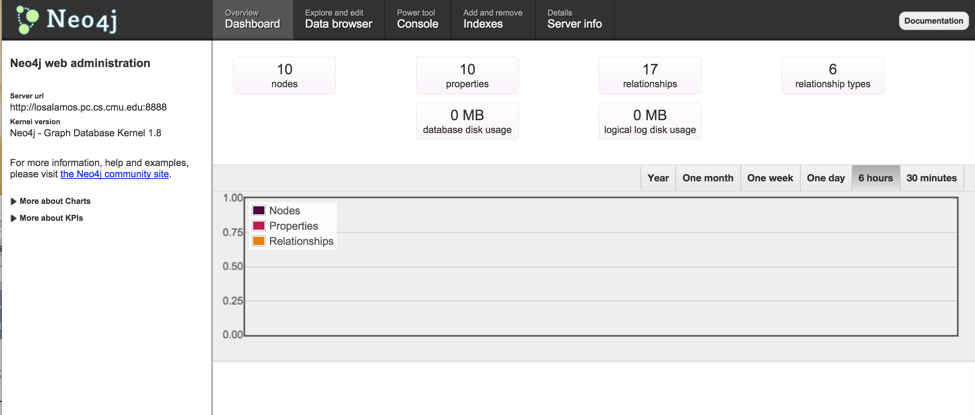 Neo4j
Overview
Dashboard
Explore and edit
Data browser
Power tool
Console
Add and remove
Indexes
Details
Server info
Documentation
Neo4j web administration
Server url
http://losalamos.pc.cs.cmu.edu:8888
Kernel version
Neo4j - Graph Database Kernel 1.8
For more information, help and examples,
please visit the Neo4j community site.
More about Charts
More about KPIs
10
nodes
10
properties
17
relationships
6
relationship types
0 MB
database disk usage
0 MB
logical log disk usage
Year
One month
One week
One day
6 hours
30 minutes
1.00
0.75
0.50
0.25
0.00
Nodes
Properties
Relationships